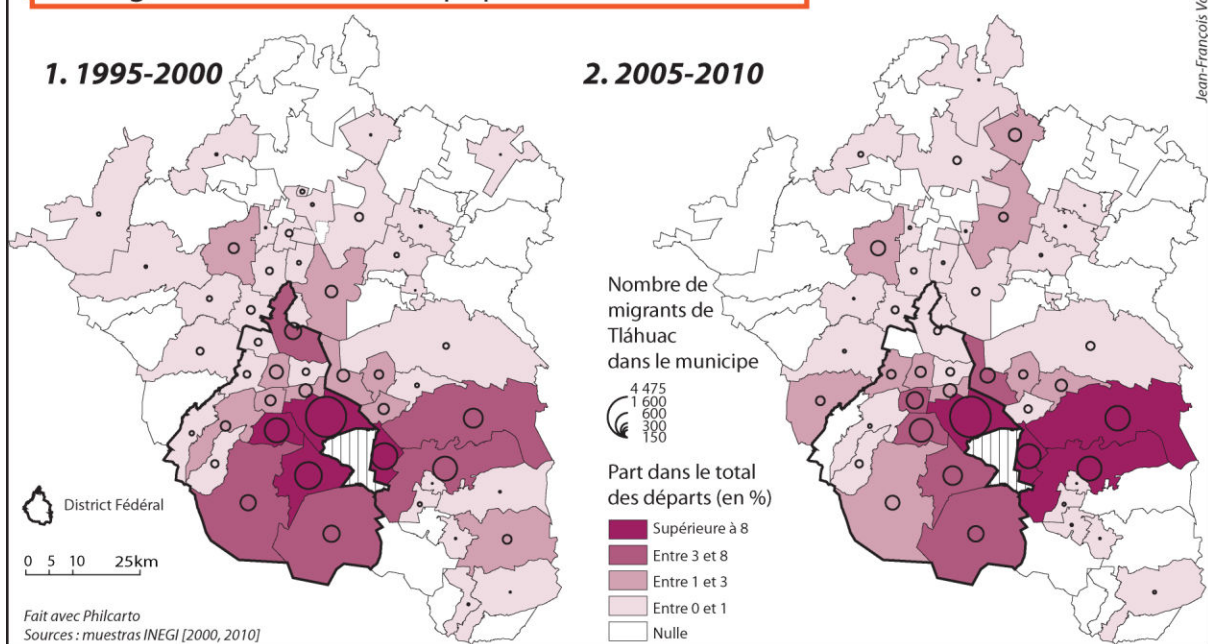 1. 1995-2000
2. 2005-2010
Nombre de
migrants de
Tláhuac
dans le municipe
4 475
1 600
600
300
150
Part dans le total
des départs (en %)
Supérieure à 8
Entre 3 et 8
Entre 1 et 3
Entre 0 et 1
Nulle
District Fédéral
0 5 10 25km
Fait avec Philcarto
Sources : muestras INEGI [2000, 2010]
Jean-François